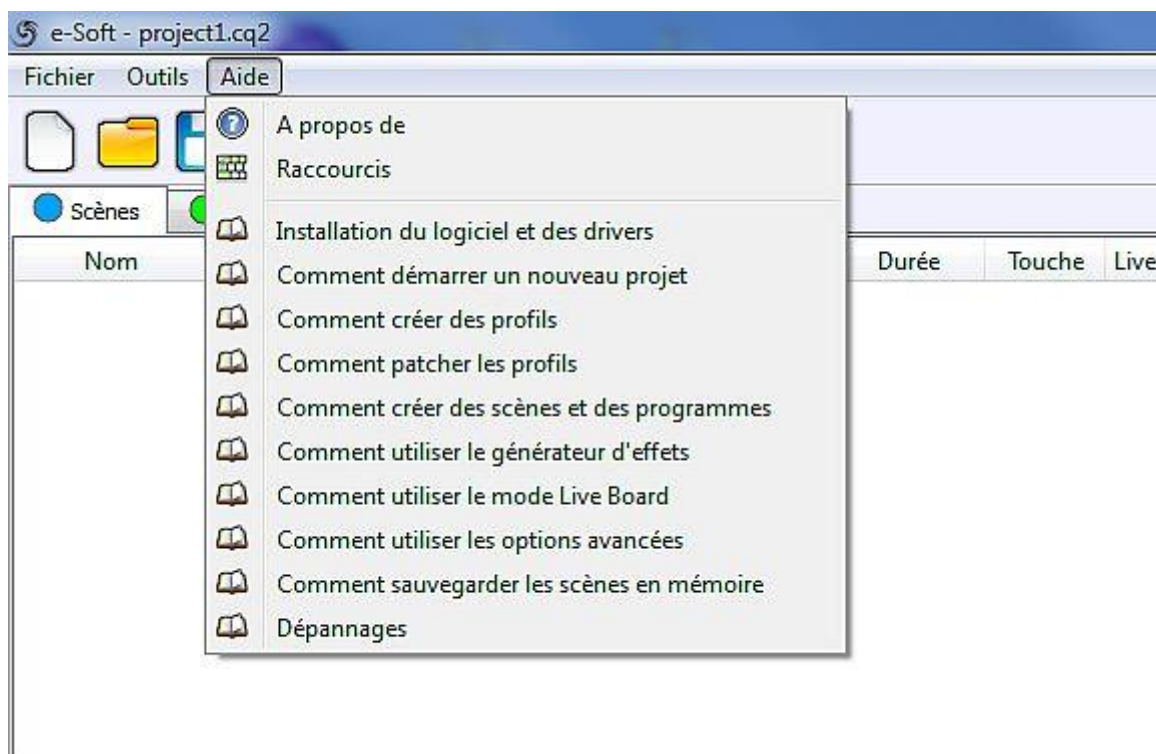 e-Soft - project1.cq2
Fichier Outils Aide
A propos de
Raccourcis
Scènes
Installation du logiciel et des drivers
Nom Durée Touche Live
Comment démarrer un nouveau projet
Comment créer des profils
Comment patcher les profils
Comment créer des scènes et des programmes
Comment utiliser le générateur d'effets
Comment utiliser le mode Live Board
Comment utiliser les options avancées
Comment sauvegarder les scènes en mémoire
Dépannages